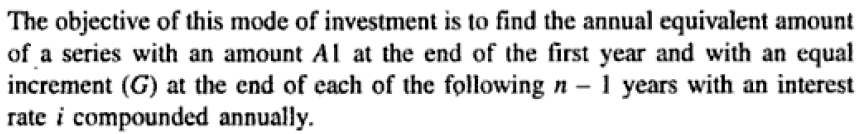 The objective of this mode of investment is to find the annual equivalent amount
of a series with an amount A1 at the end of the first year and with an equal
increment (G) at the end of each of the following n – 1 years with an interest
rate i compounded annually.